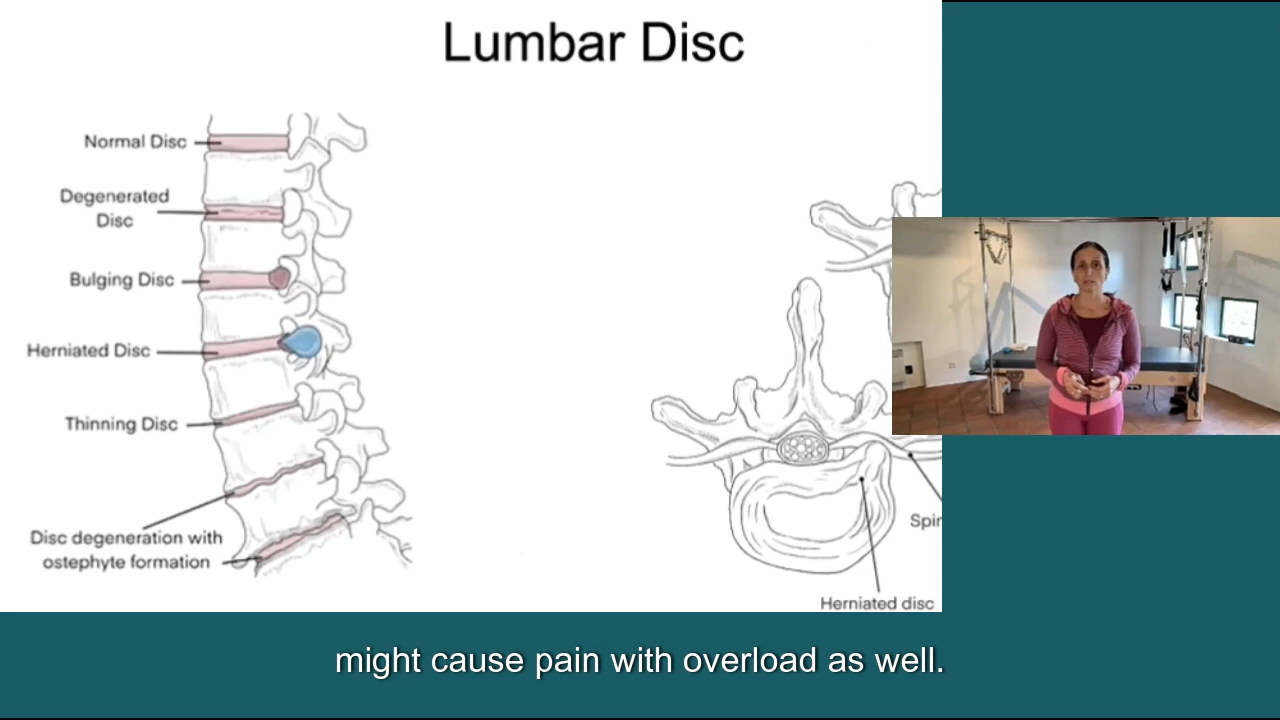 Lumbar Disc
Normal Disc
Degenerated
Disc
Bulging Disc
Herniated Disc
Thinning Disc
Disc degeneration with
ostephyte formation
Spin
Herniated disc
might cause pain with overload as well.